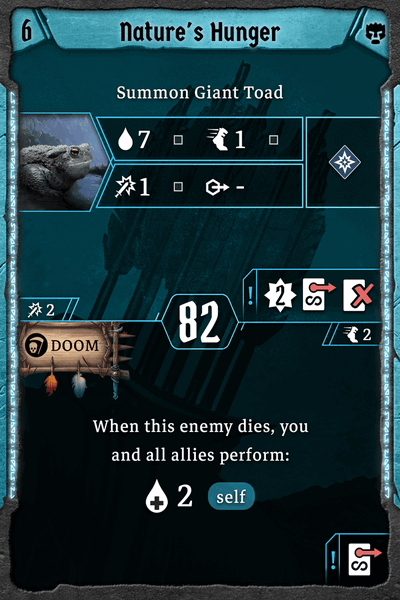 6 Nature's Hunger
Summon Giant Toad
7 1
1 -
! 2
2 82
2
DOOM
When this enemy dies, you
and all allies perform:
2 self
!